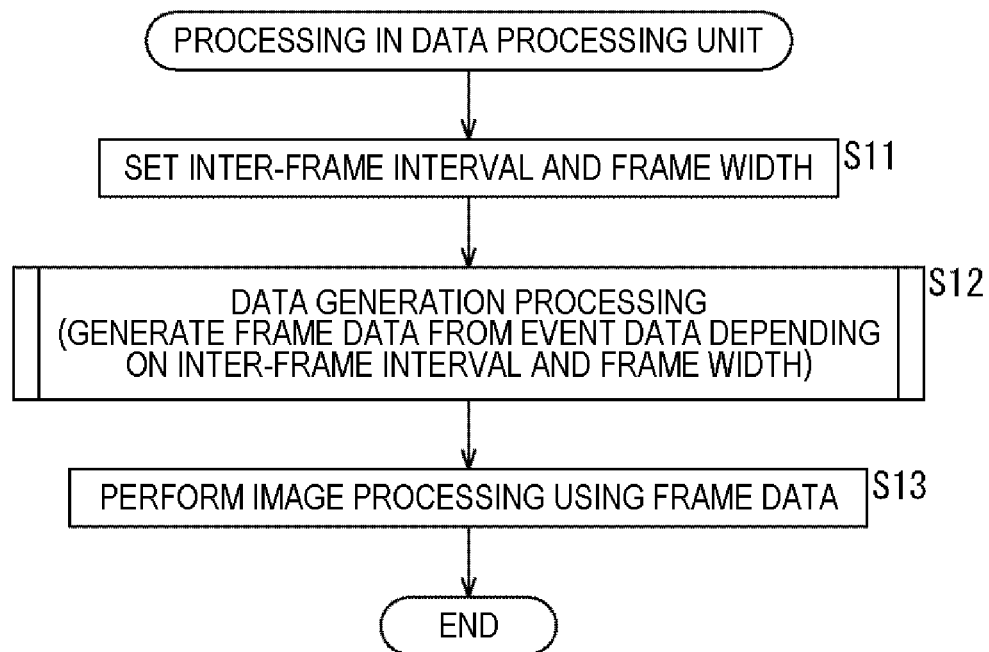 PROCESSING IN DATA PROCESSING UNIT
SET INTER-FRAME INTERVAL AND FRAME WIDTH
S11
DATA GENERATION PROCESSING
(GENERATE FRAME DATA FROM EVENT DATA DEPENDING
ON INTER-FRAME INTERVAL AND FRAME WIDTH)
S12
PERFORM IMAGE PROCESSING USING FRAME DATA
S13
END